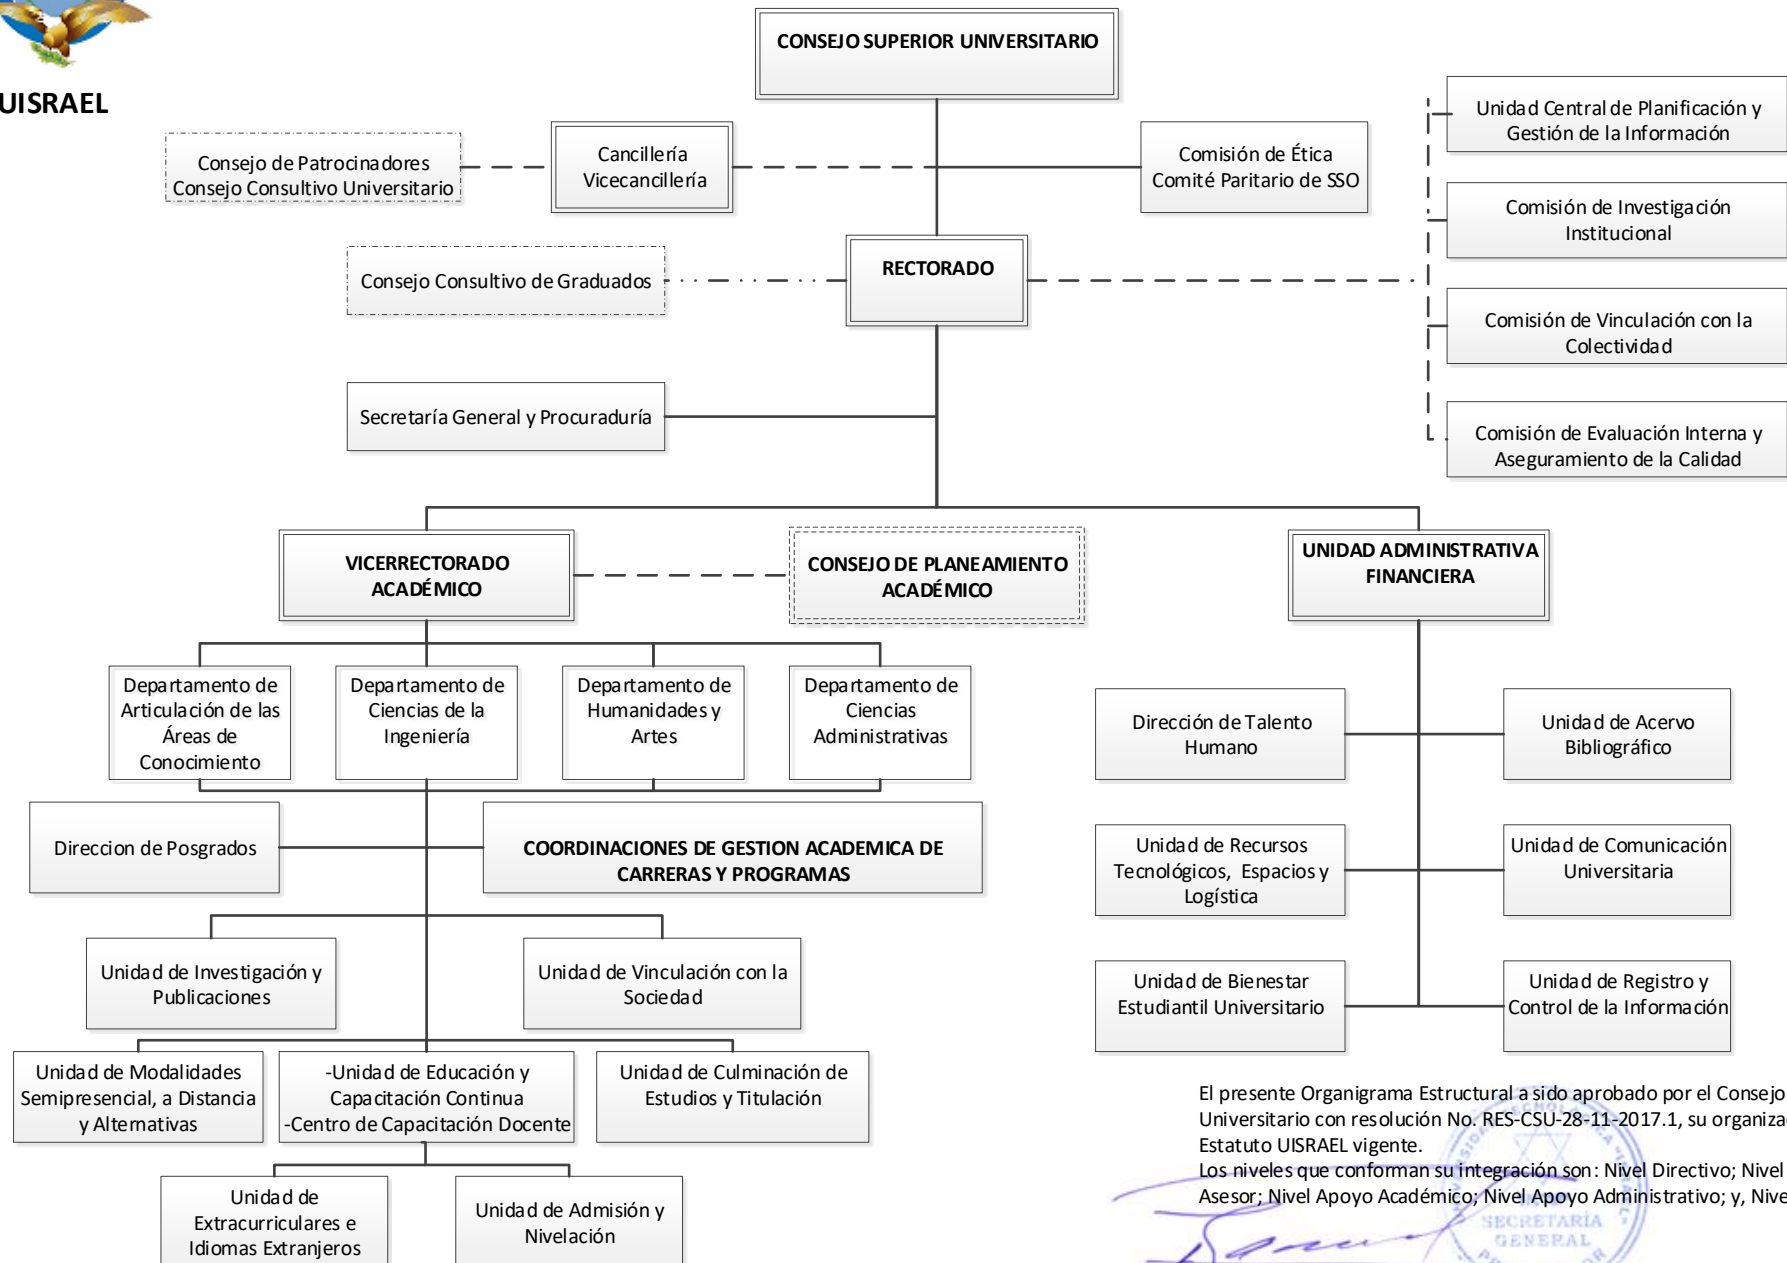 UISRAEL
CONSEJO SUPERIOR UNIVERSITARIO
Consejo de Patrocinadores
Consejo Consultivo Universitario
Cancillería
Vicecancillería
Comisión de Ética
Comité Paritario de SSO
Unidad Central de Planificación y
Gestión de la Información
Comisión de Investigación
Institucional
Comisión de Vinculación con la
Colectividad
Comisión de Evaluación Interna y
Aseguramiento de la Calidad
Consejo Consultivo de Graduados
RECTORADO
Secretaría General y Procuraduría
VICERRECTORADO
ACADÉMICO
CONSEJO DE PLANEAMIENTO
ACADÉMICO
UNIDAD ADMINISTRATIVA
FINANCIERA
Departamento de
Articulación de las
Áreas de
Conocimiento
Departamento de
Ciencias de la
Ingeniería
Departamento de
Humanidades y
Artes
Departamento de
Ciencias
Administrativas
Direccion de Posgrados
COORDINACIONES DE GESTION ACADEMICA DE
CARRERAS Y PROGRAMAS
Unidad de Investigación y
Publicaciones
Unidad de Vinculación con la
Sociedad
Unidad de Modalidades
Semipresencial, a Distancia
y Alternativas
-Unidad de Educación y
Capacitación Continua
-Centro de Capacitación Docente
Unidad de Culminación de
Estudios y Titulación
Unidad de
Extracurriculares e
Idiomas Extranjeros
Unidad de Admisión y
Nivelación
Dirección de Talento
Humano
Unidad de Acervo
Bibliográfico
Unidad de Recursos
Tecnológicos, Espacios y
Logística
Unidad de Comunicación
Universitaria
Unidad de Bienestar
Estudiantil Universitario
Unidad de Registro y
Control de la Información
El presente Organigrama Estructural a sido aprobado por el Consejo
Universitario con resolución No. RES-CSU-28-11-2017.1, su
Estatuto UISRAEL vigente.
Los niveles que conforman su integración son: Nivel Directivo; Nivel
Asesor; Nivel Apoyo Académico; Nivel Apoyo Administrativo; y,
SECRETARÍA
GENERAL